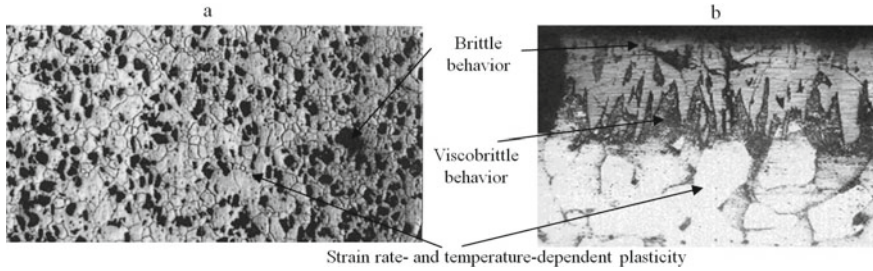 a
b
Brittle
behavior
Viscobrittle
behavior
Strain rate- and temperature-dependent plasticity